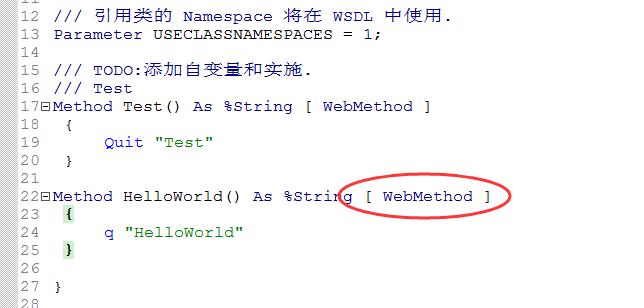 11
12 /// 引用类的 Namespace 将在 WSDL 中使用.
13 Parameter USECLASSNAMESPACES = 1;
14
15 /// TODO:添加自变量和实施.
16 /// Test
17 Method Test() As %String [ WebMethod ]
18 {
19 Quit "Test"
20 }
21
22 Method HelloWorld() As %String [ WebMethod ]
23 {
24 q "HelloWorld"
25 }
26
27 }
28